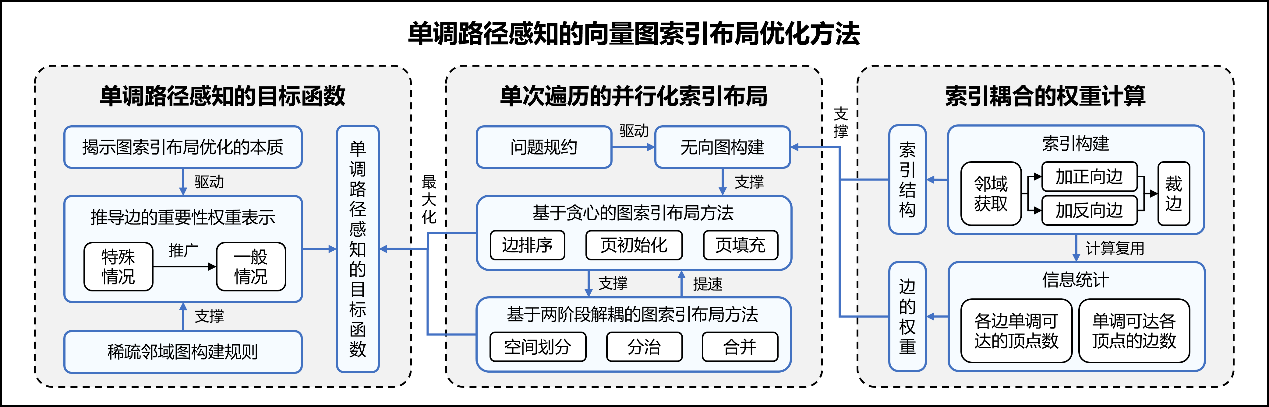 单调路径感知的向量图索引布局优化方法
单调路径感知的目标函数
揭示图索引布局优化的本质
驱动
推导边的重要性权重表示
特殊
情况
推广
一般
情况
支撑
稀疏邻域图构建规则
单调路径感知的目标函数
最大化
单次遍历的并行化索引布局
问题规约
驱动
无向图构建
支撑
基于贪心的图索引布局方法
边排序
页初始化
页填充
支撑
提速
基于两阶段解耦的图索引布局方法
空间划分
分治
合并
支撑
索引耦合的权重计算
索引结构
索引构建
邻域
获取
加正向边
加反向边
裁边
计算复用
边的权重
信息统计
各边单调可
达的顶点数
单调可达各
顶点的边数